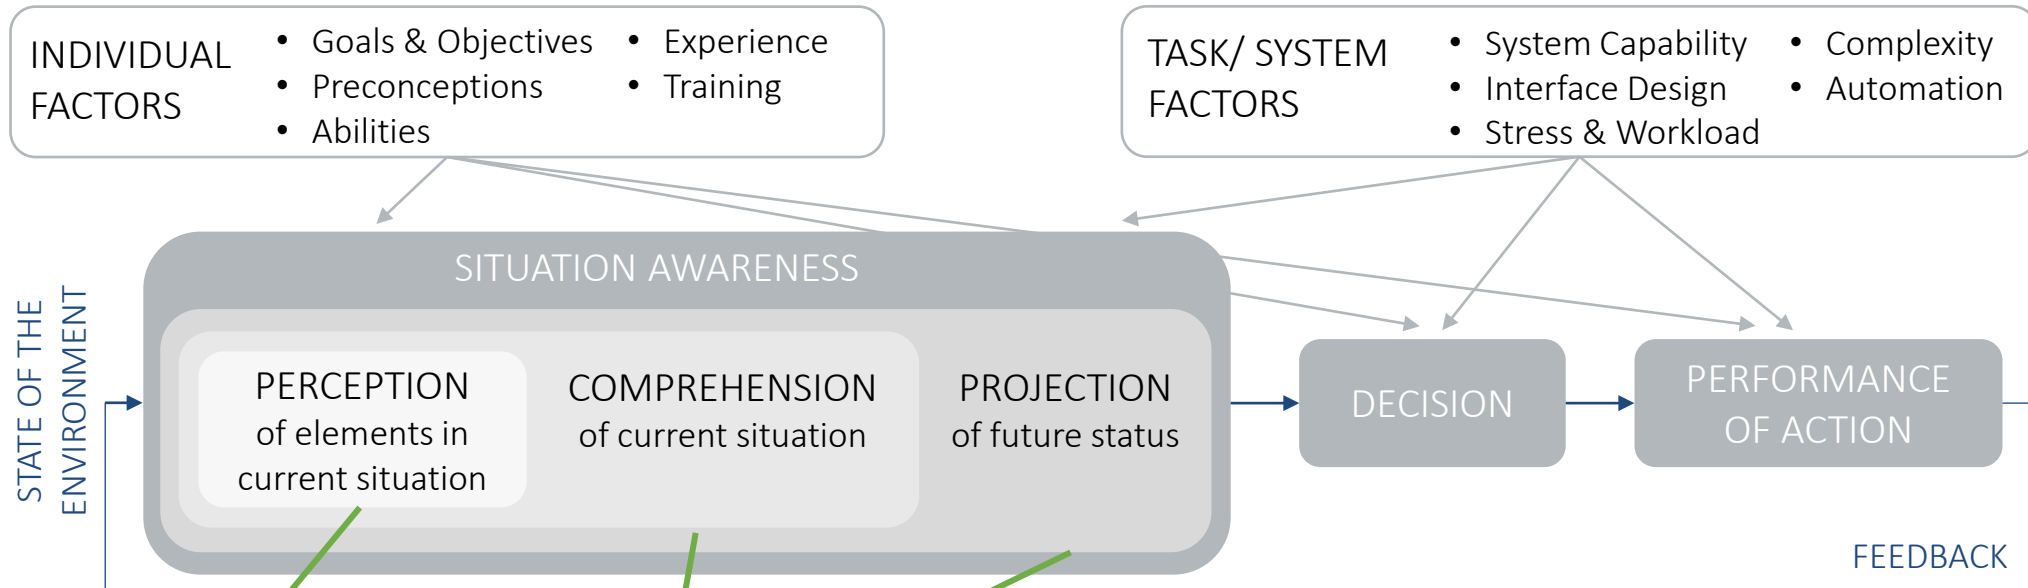 INDIVIDUAL
FACTORS
• Goals & Objectives
• Preconceptions
• Abilities
• Experience
• Training
TASK/ SYSTEM
FACTORS
• System Capability
• Interface Design
• Stress & Workload
• Complexity
• Automation
STATE OF THE
ENVIRONMENT
SITUATION AWARENESS
PERCEPTION
of elements in
current situation
COMPREHENSION
of current situation
PROJECTION
of future status
DECISION
PERFORMANCE
OF ACTION
FEEDBACK